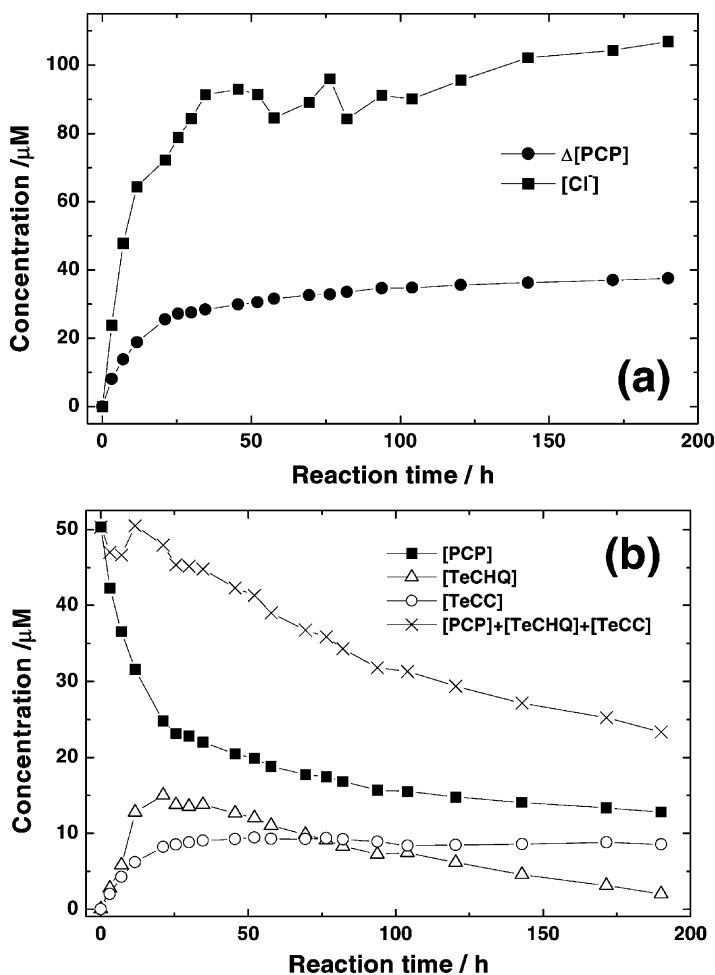 100
80
60
40
20
0
Concentration /μM
Δ[PCP]
[Cl⁻]
(a)
0
50
100
150
200
Reaction time / h
50
40
30
20
10
0
Concentration /μM
[PCP]
[TeCHQ]
[TeCC]
[PCP]+[TeCHQ]+[TeCC]
(b)
0
50
100
150
200
Reaction time / h